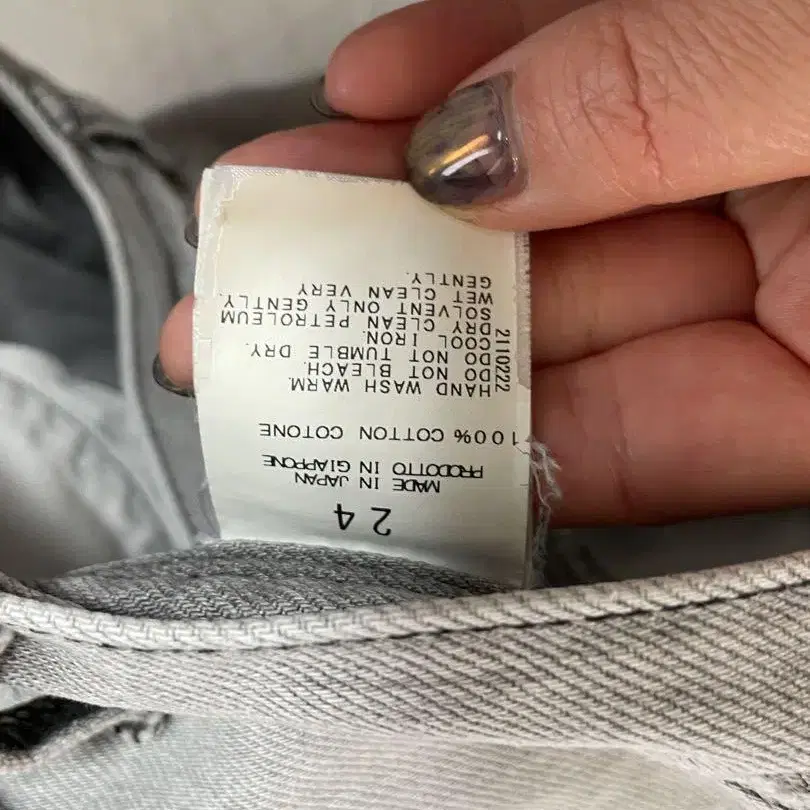 24
MADE IN JAPAN
PRODOTTO IN GIAPPONE
100% COTTON COTONE
HAND WASH WARM.
DO NOT BLEACH.
DO NOT TUMBLE DRY.
COOL IRON.
DRY CLEAN PETROLEUM
SOLVENT ONLY GENTLY.
WET CLEAN VERY
GENTLY.
2110222